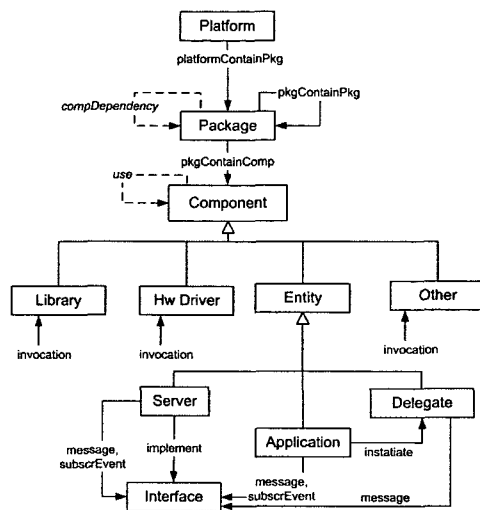 Platform
platformContainPkg
pkgContainPkg
compDependency
Package
pkgContainComp
use
Component
Library
Hw Driver
Entity
Other
invocation
invocation
invocation
Server
Delegate
Application
message,
subscrEvent
implement
instatiate
message,
subscrEvent
message
Interface